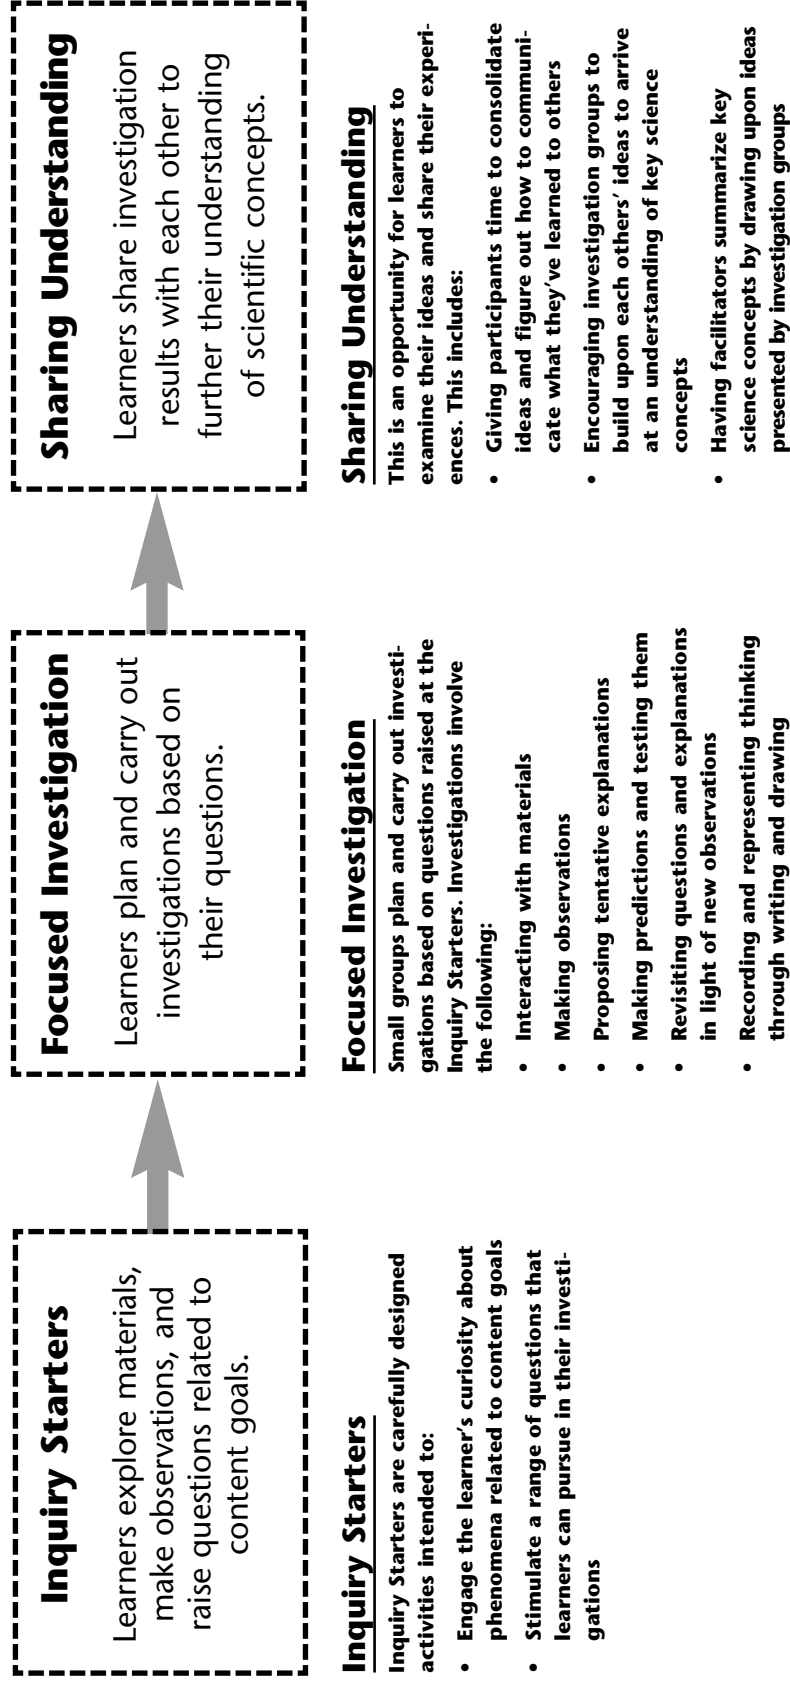 Inquiry Starters
Learners explore materials,
make observations, and
raise questions related to
content goals.
Focused Investigation
Learners plan and carry out
investigations based on
their questions.
Sharing Understanding
Learners share investigation
results with each other to
further their understanding
of scientific concepts.
Inquiry Starters
Inquiry Starters are carefully designed
activities intended to:
• Engage the learner's curiosity about
phenomena related to content goals
• Stimulate a range of questions that
learners can pursue in their investi-
gations
Focused Investigation
Small groups plan and carry out investi-
gations based on questions raised at the
Inquiry Starters. Investigations involve
the following:
• Interacting with materials
• Making observations
• Proposing tentative explanations
• Making predictions and testing them
• Revisiting questions and explanations
in light of new observations
• Recording and representing thinking
through writing and drawing
Sharing Understanding
This is an opportunity for learners to
examine their ideas and share their experi-
ences. This includes:
• Giving participants time to consolidate
ideas and figure out how to communi-
cate what they've learned to others
• Encouraging investigation groups to
build upon each others' ideas to arrive
at an understanding of key science
concepts
• Having facilitators summarize key
science concepts by drawing upon ideas
presented by investigation groups